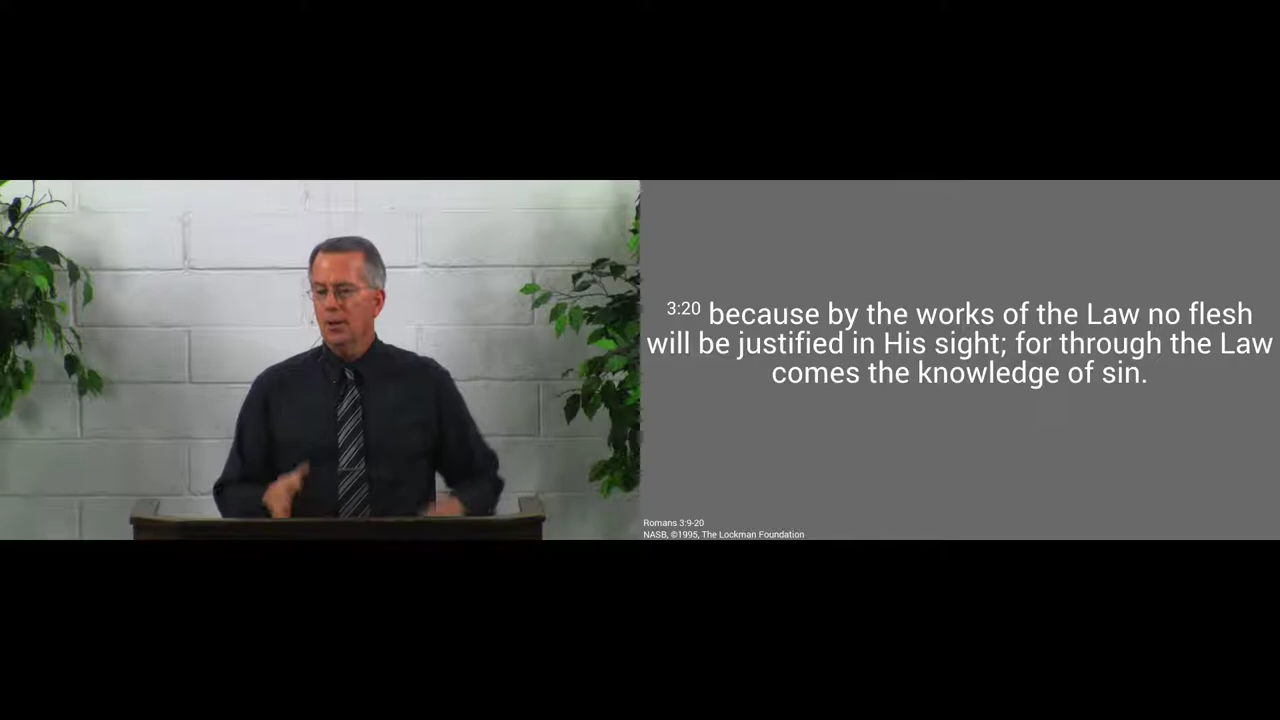 3:20 because by the works of the Law no flesh
will be justified in His sight; for through the Law
comes the knowledge of sin.
Romans 3:9-20
NASB, ©1995, The Lockman Foundation